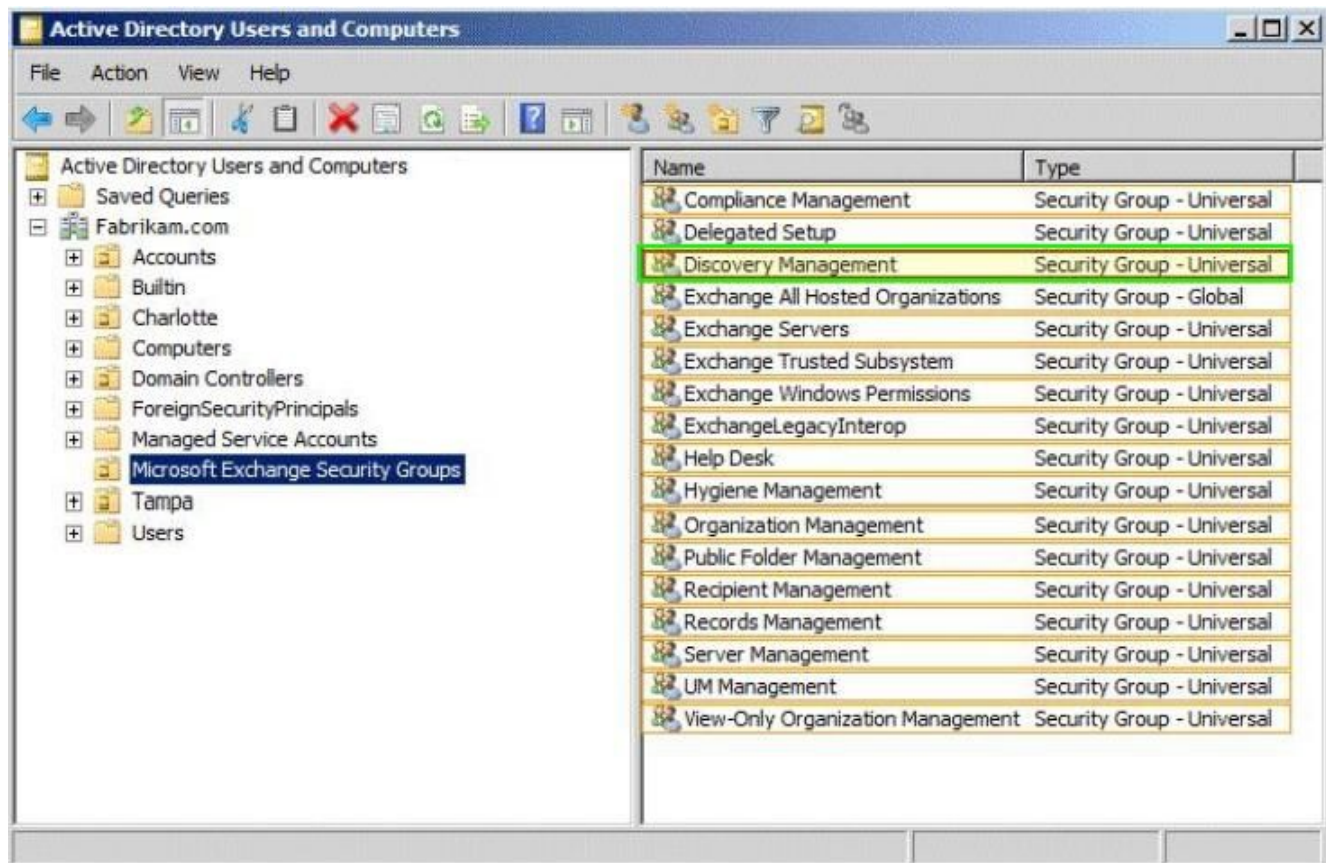 Active Directory Users and Computers
File Action View Help
Active Directory Users and Computers
Saved Queries
Fabrikam.com
Accounts
Builtin
Charlotte
Computers
Domain Controllers
ForeignSecurityPrincipals
Managed Service Accounts
Microsoft Exchange Security Groups
Tampa
Users
Name Type
Compliance Management Security Group - Universal
Delegated Setup Security Group - Universal
Discovery Management Security Group - Universal
Exchange All Hosted Organizations Security Group - Global
Exchange Servers Security Group - Universal
Exchange Trusted Subsystem Security Group - Universal
Exchange Windows Permissions Security Group - Universal
ExchangeLegacyInterop Security Group - Universal
Help Desk Security Group - Universal
Hygiene Management Security Group - Universal
Organization Management Security Group - Universal
Public Folder Management Security Group - Universal
Recipient Management Security Group - Universal
Records Management Security Group - Universal
Server Management Security Group - Universal
UM Management Security Group - Universal
View-Only Organization Management Security Group - Universal